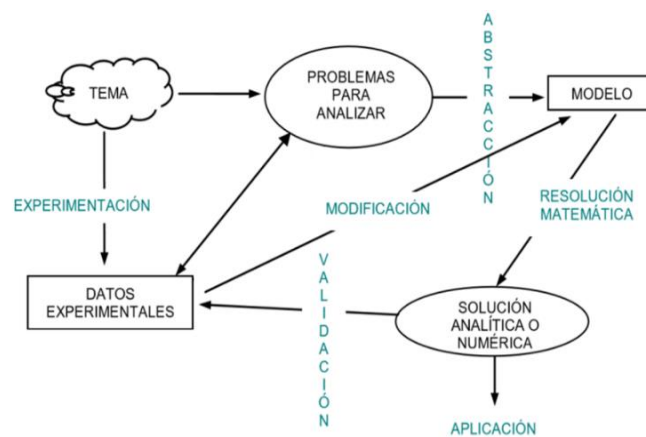 ABSTRACCIÓN
TEMA
PROBLEMAS
PARA
ANALIZAR
MODELO
EXPERIMENTACIÓN
MODIFICACIÓN
RESOLUCIÓN
MATEMÁTICA
DATOS
EXPERIMENTALES
VALIDACIÓN
SOLUCIÓN
ANALÍTICA O
NUMÉRICA
APLICACIÓN